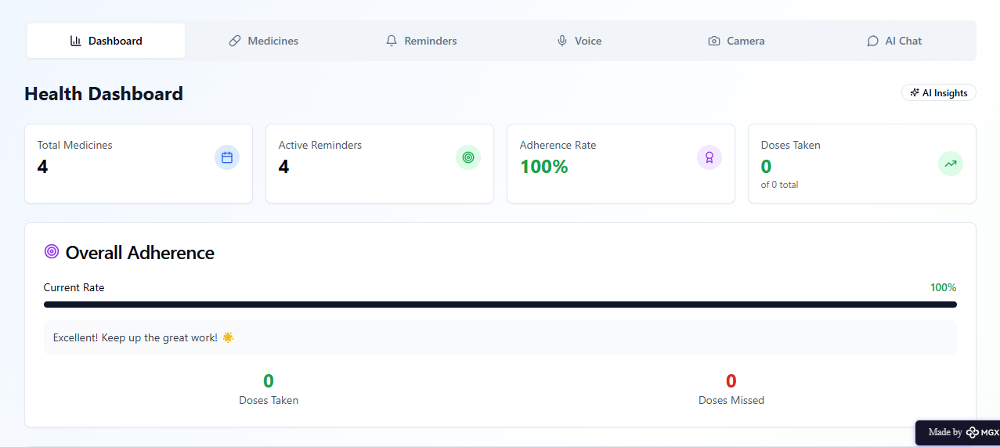 Dashboard Medicines Reminders Voice Camera AI Chat
Health Dashboard AI Insights
Total Medicines Active Reminders Adherence Rate Doses Taken
4 4 100% 0
of 0 total
Overall Adherence
Current Rate 100%
Excellent! Keep up the great work! 🌟
0 0
Doses Taken Doses Missed
Made by MGX